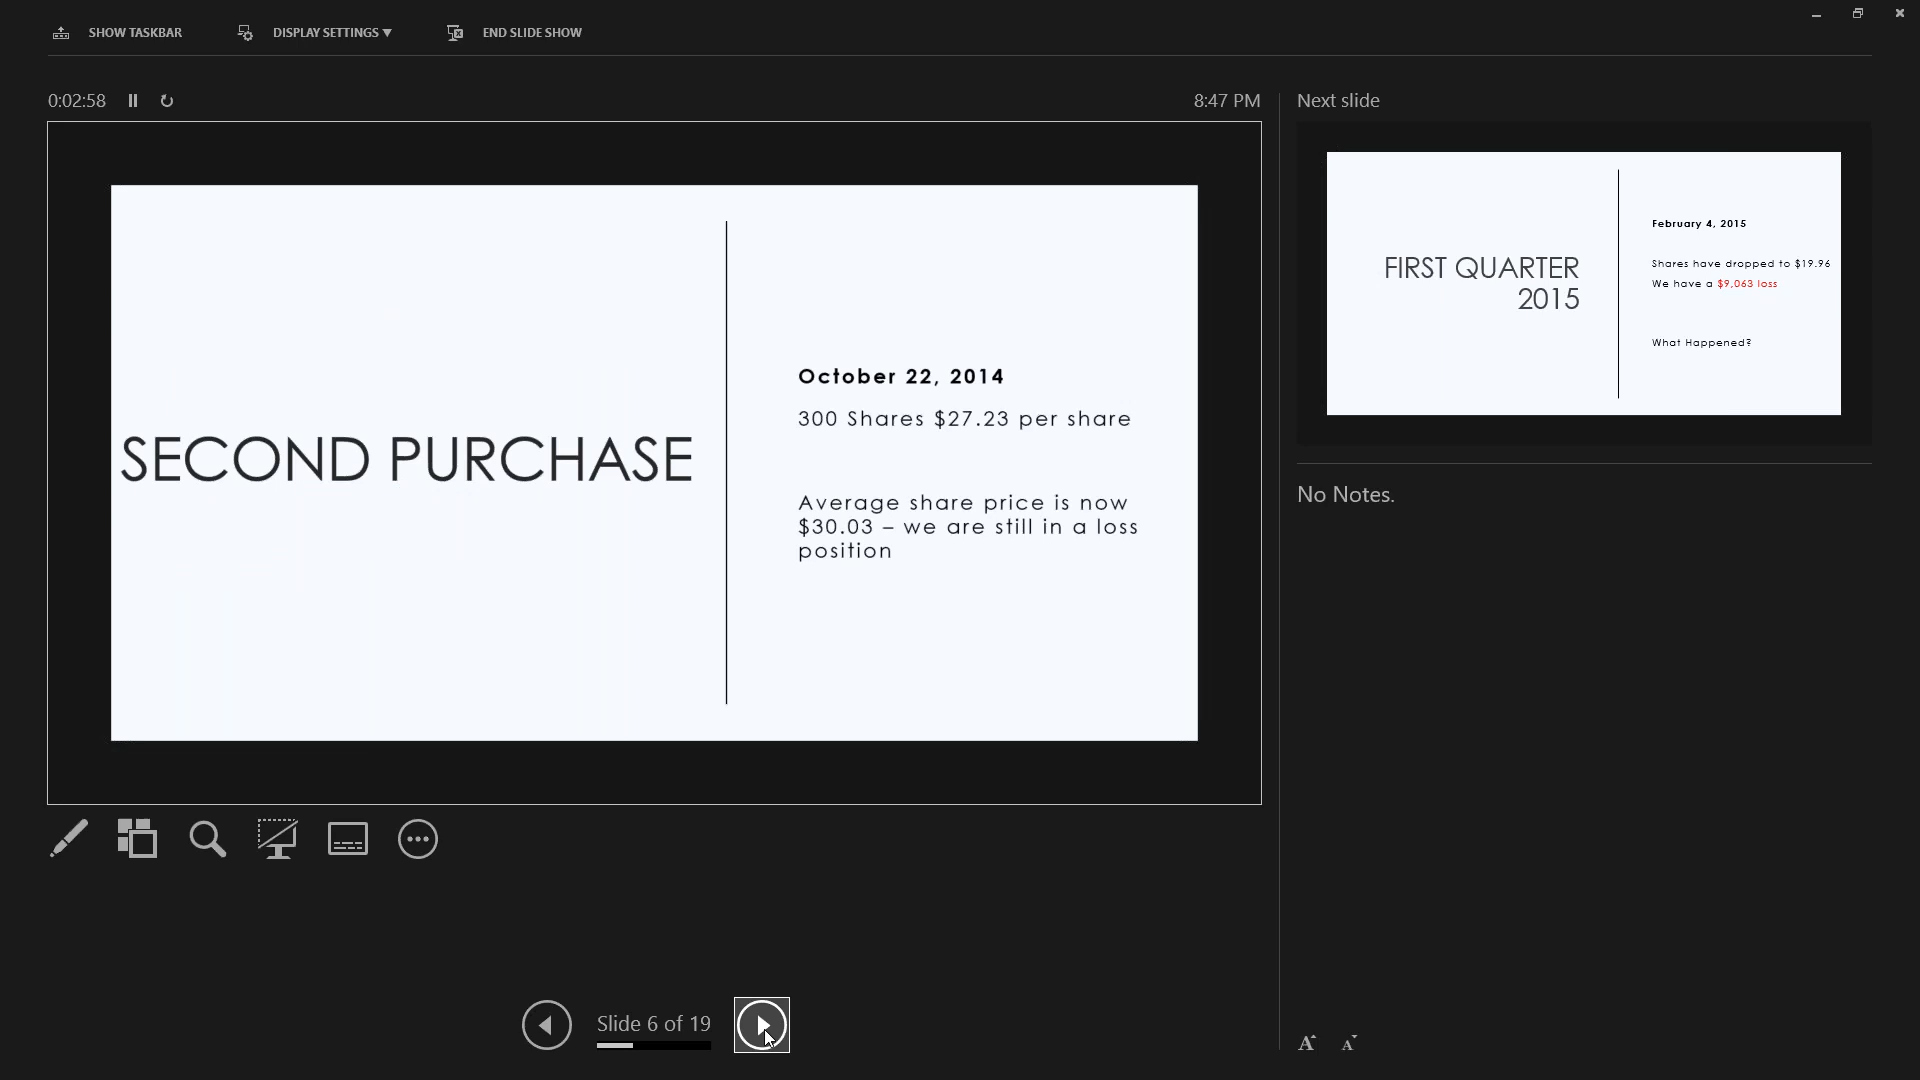 SHOW TASKBAR
DISPLAY SETTINGS ▼
END SLIDE SHOW
0:02:58
8:47 PM
SECOND PURCHASE
October 22, 2014
300 Shares $27.23 per share
Average share price is now
$30.03 – we are still in a loss
position
Next slide
FIRST QUARTER
2015
February 4, 2015
Shares have dropped to $19.96
We have a $9,063 loss
What Happened?
No Notes.
Slide 6 of 19
A A